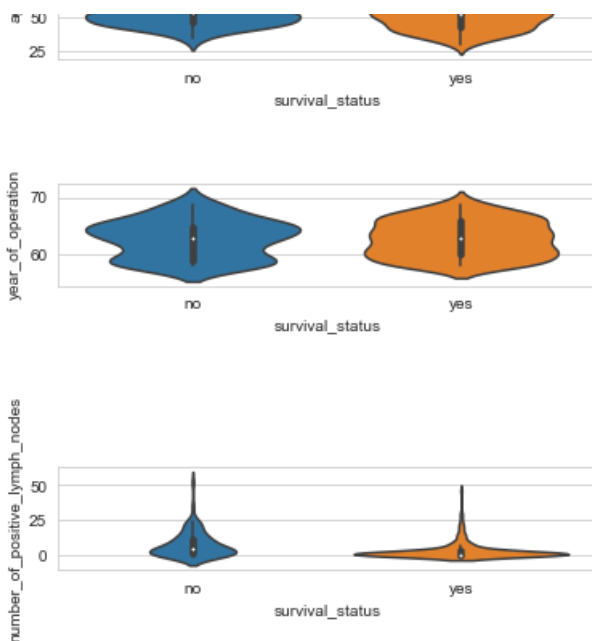 50
25
no yes
survival_status
year_of_operation
70
60
no yes
survival_status
number_of_positive_lymph_nodes
50
25
0
no yes
survival_status